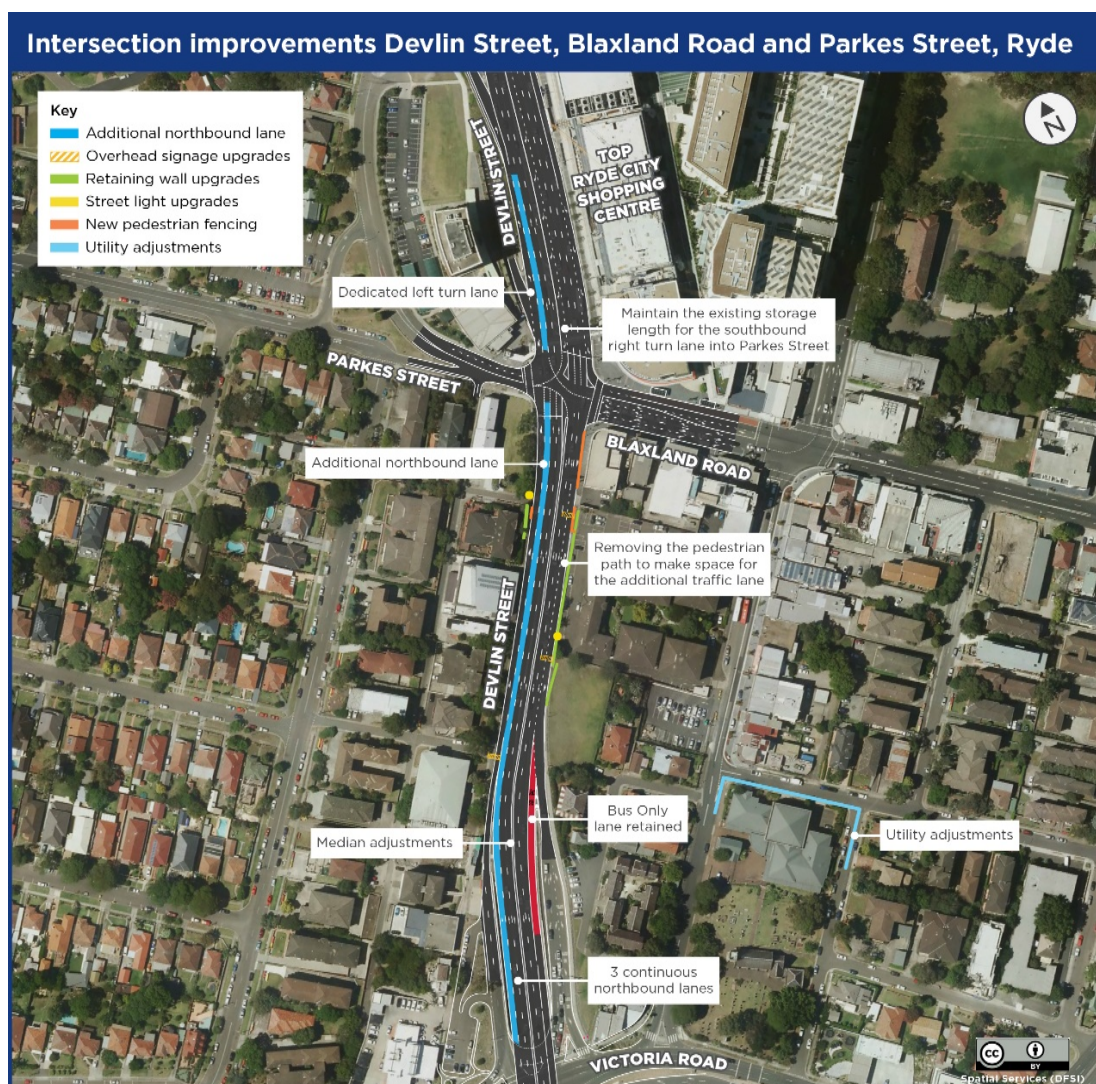 Intersection improvements Devlin Street, Blaxland Road and Parkes Street, Ryde
Key
Additional northbound lane
Overhead signage upgrades
Retaining wall upgrades
Street light upgrades
New pedestrian fencing
Utility adjustments
N
DEVLIN STREET
TOP
RYDE CITY
SHOPPING
CENTRE
Dedicated left turn lane
Maintain the existing storage
length for the southbound
right turn lane into Parkes Street
PARKES STREET
BLAXLAND ROAD
Additional northbound lane
Removing the pedestrian
path to make space for
the additional traffic lane
DEVLIN STREET
Bus Only
lane retained
Median adjustments
Utility adjustments
3 continuous
northbound lanes
VICTORIA ROAD
cc
BY
Spatial Services (DFSI)